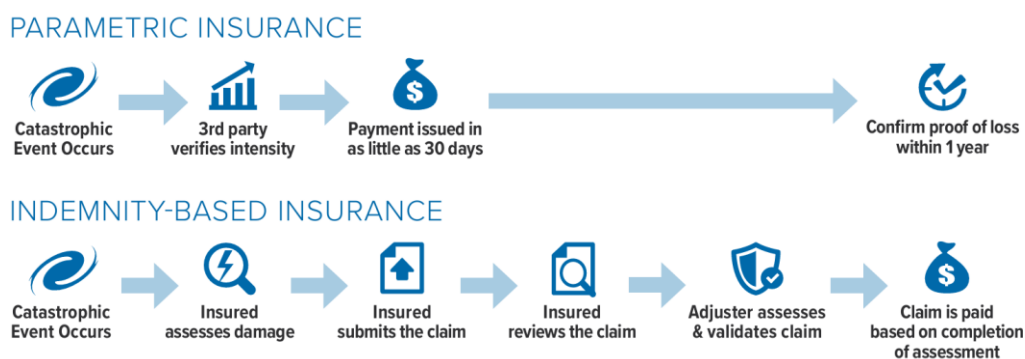 PARAMETRIC INSURANCE
Catastrophic
Event Occurs
3rd party
verifies intensity
$
Payment issued in
as little as 30 days
Confirm proof of loss
within 1 year
INDEMNITY-BASED INSURANCE
Catastrophic
Event Occurs
Insured
assesses damage
Insured
submits the claim
Insured
reviews the claim
Adjuster assesses
& validates claim
$
Claim is paid
based on completion
of assessment